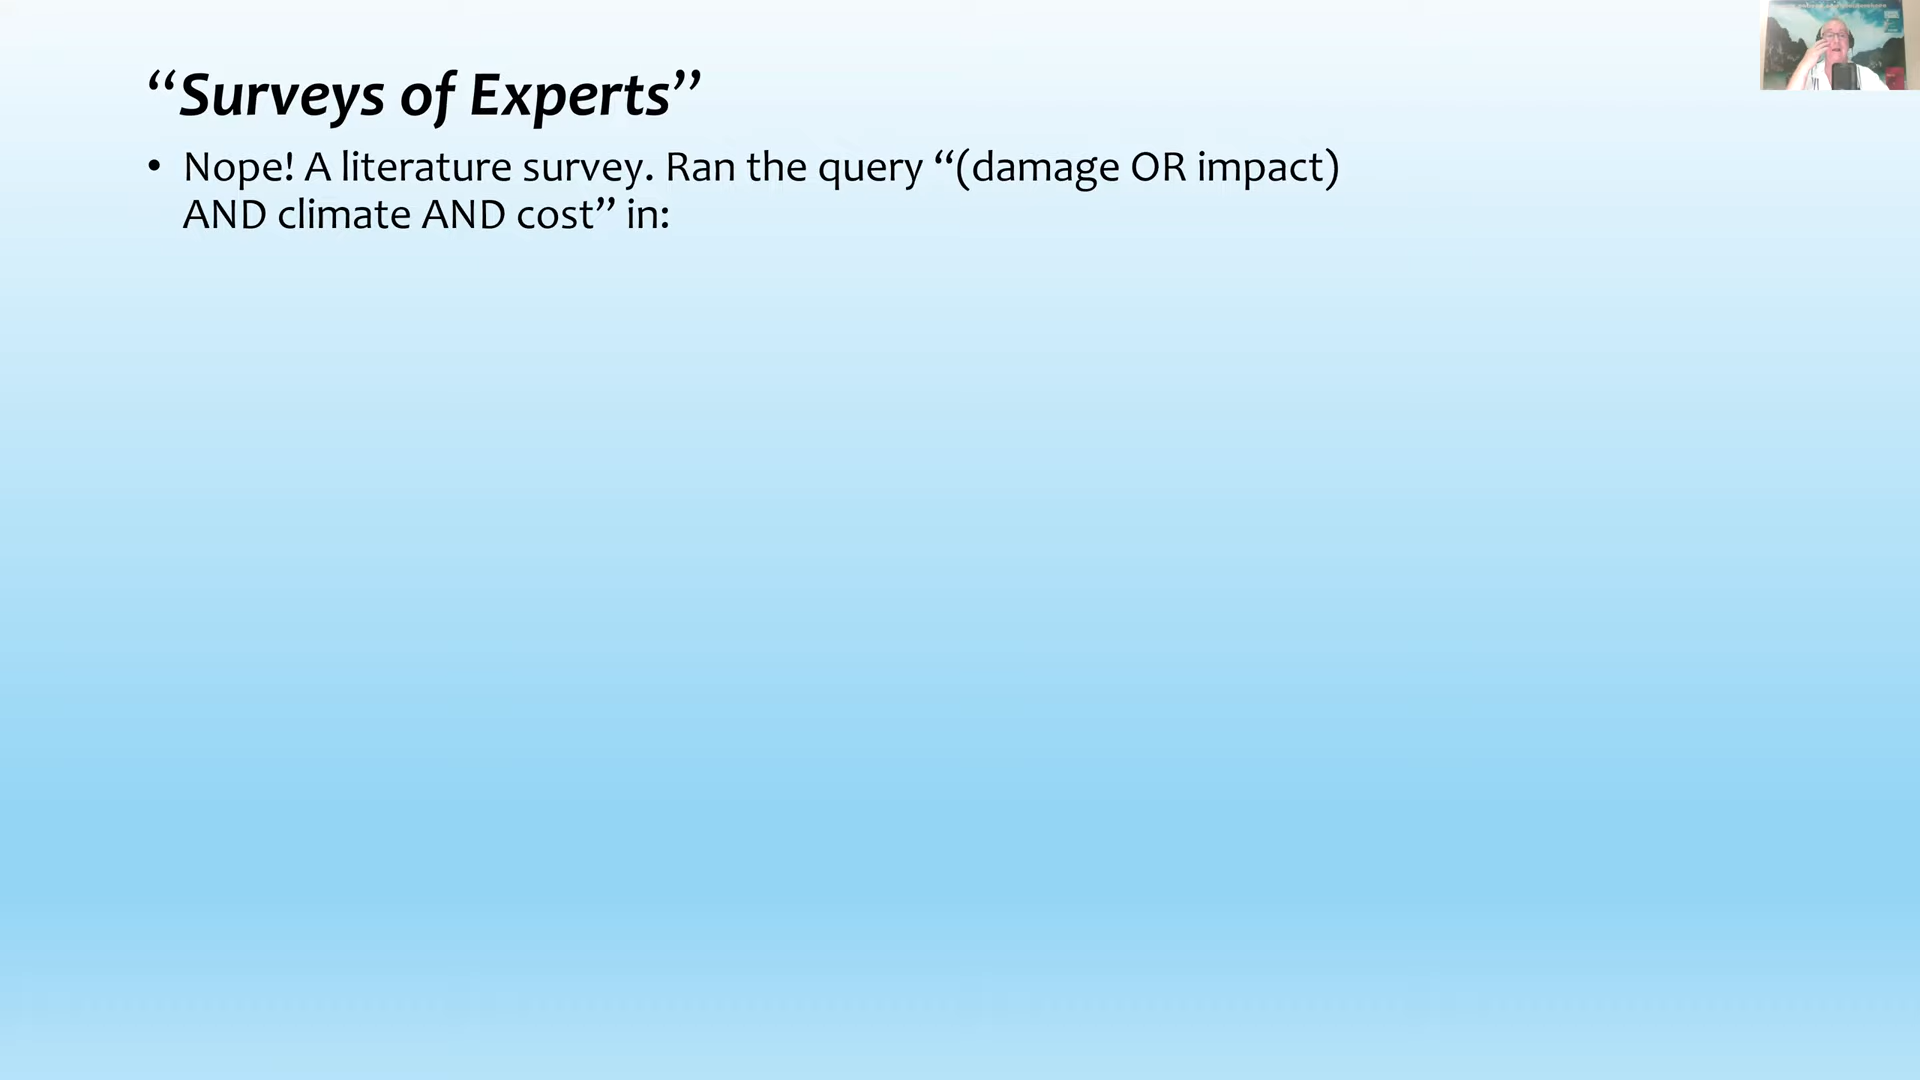 “Surveys of Experts”
• Nope! A literature survey. Ran the query “(damage OR impact)
AND climate AND cost” in: